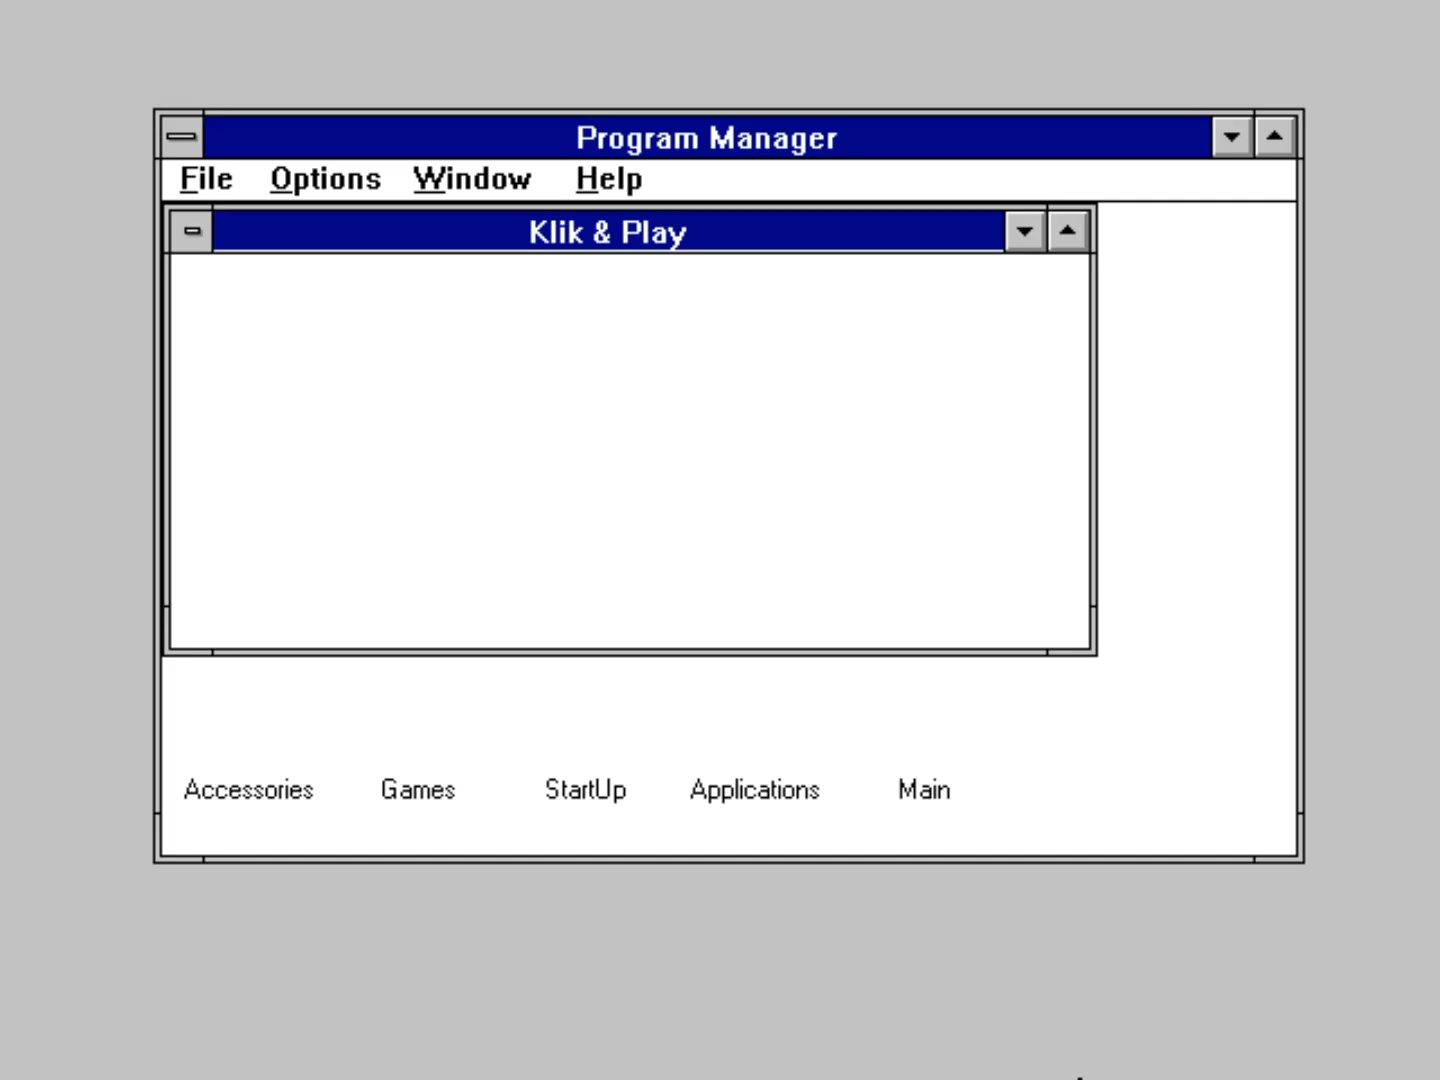 Program Manager
File Options Window Help
Klik & Play
Accessories Games StartUp Applications Main